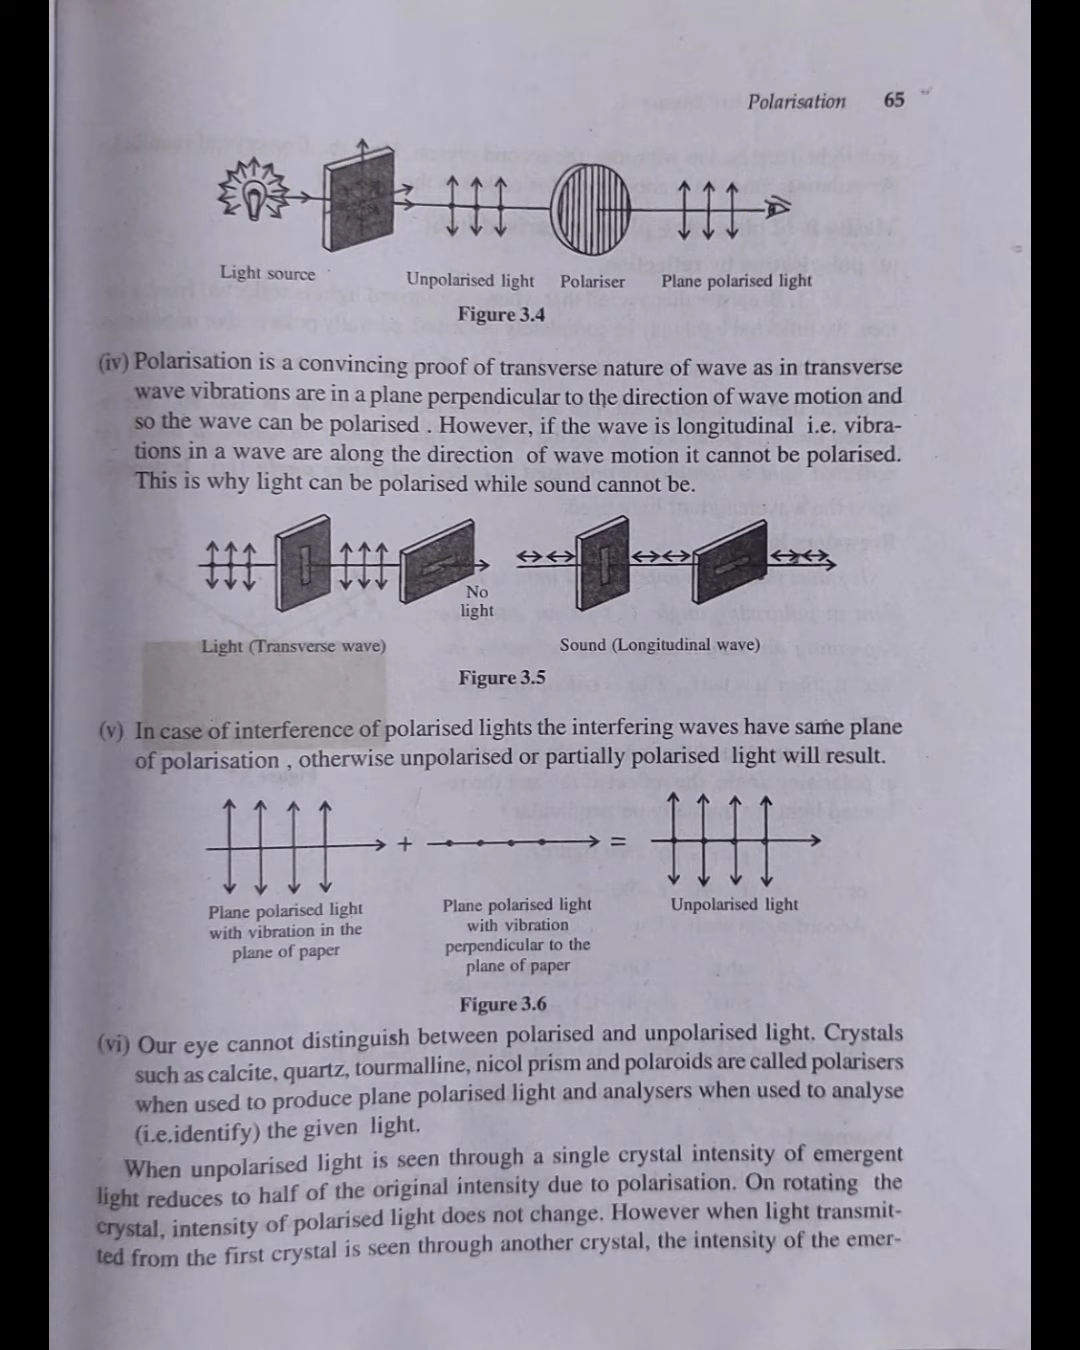 Polarisation 65
Light source
Unpolarised light Polariser Plane polarised light
Figure 3.4
(iv) Polarisation is a convincing proof of transverse nature of wave as in transverse
wave vibrations are in a plane perpendicular to the direction of wave motion and
so the wave can be polarised . However, if the wave is longitudinal i.e. vibra-
tions in a wave are along the direction of wave motion it cannot be polarised.
This is why light can be polarised while sound cannot be.
No
light
Light (Transverse wave) Sound (Longitudinal wave)
Figure 3.5
(v) In case of interference of polarised lights the interfering waves have same plane
of polarisation , otherwise unpolarised or partially polarised light will result.
+ =
Plane polarised light
with vibration in the
plane of paper
Plane polarised light
with vibration
perpendicular to the
plane of paper
Unpolarised light
Figure 3.6
(vi) Our eye cannot distinguish between polarised and unpolarised light. Crystals
such as calcite, quartz, tourmalline, nicol prism and polaroids are called polarisers
when used to produce plane polarised light and analysers when used to analyse
(i.e.identify) the given light.
When unpolarised light is seen through a single crystal intensity of emergent
light reduces to half of the original intensity due to polarisation. On rotating the
crystal, intensity of polarised light does not change. However when light transmit-
ted from the first crystal is seen through another crystal, the intensity of the emer-